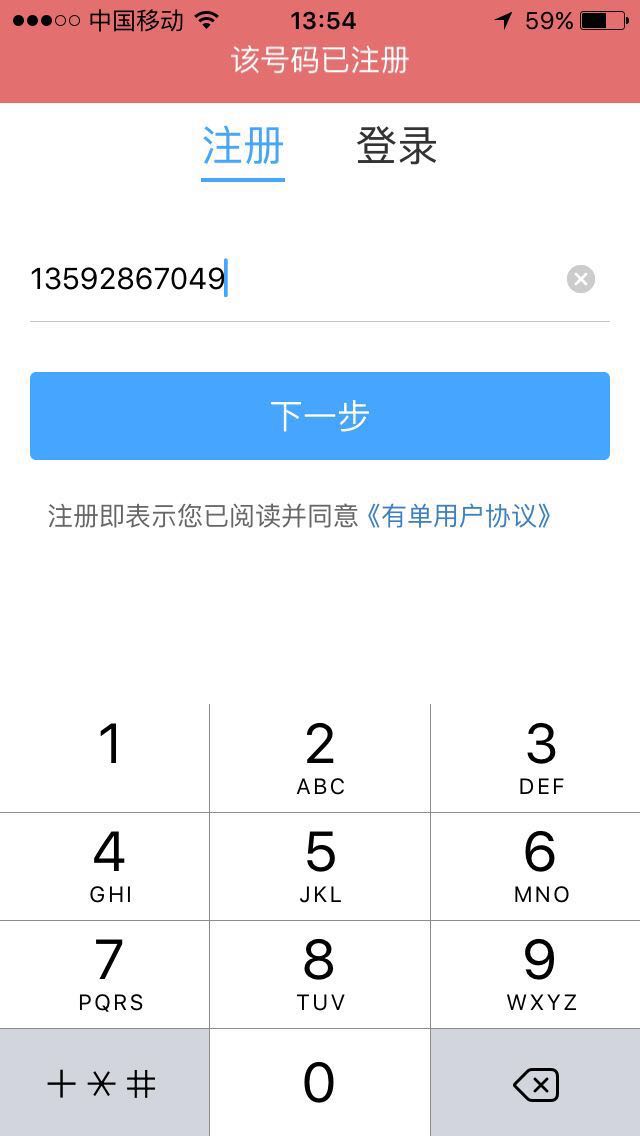 中国移动 13:54 59%
该号码已注册
注册 登录
13592867049
下一步
注册即表示您已阅读并同意《有单用户协议》
1 2 3
ABC DEF
4 5 6
GHI JKL MNO
7 8 9
PQRS TUV WXYZ
+*# 0